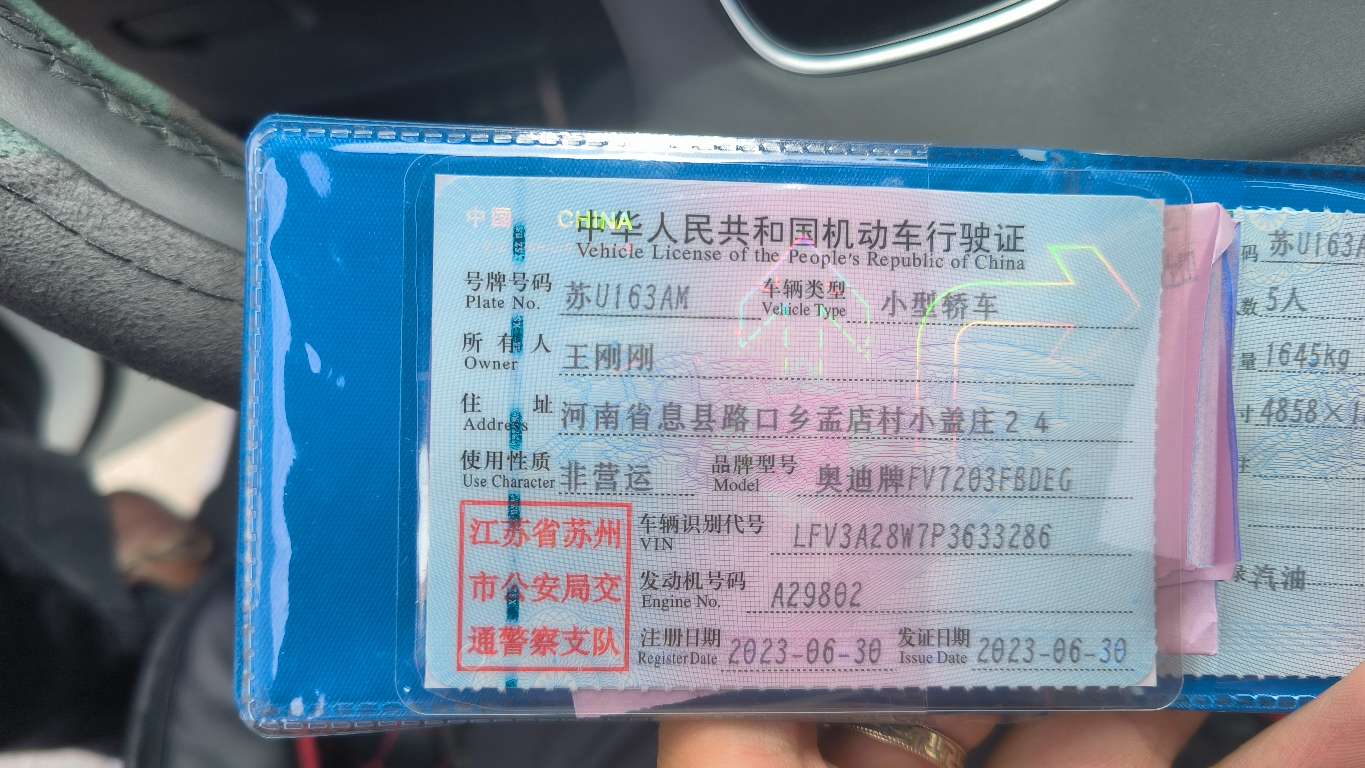 中国 CHINA
中华人民共和国机动车行驶证
Vehicle License of the People's Republic of China
号牌号码 苏U163AM 车辆类型 小型轿车
Plate No. Vehicle Type
所有人 王刚刚
Owner
住址 河南省息县路口乡孟店村小盖庄24
Address
使用性质 非营运 品牌型号 奥迪牌FV7203FBDEG
Use Character Model
江苏省苏州
市公安局交
通警察支队
车辆识别代号 LFV3A28W7P3633286
VIN
发动机号码 A29802
Engine No.
注册日期 2023-06-30 发证日期 2023-06-30
Register Date Issue Date
码 苏U163
数 5人
量 1645kg
寸 4858×1
汽油